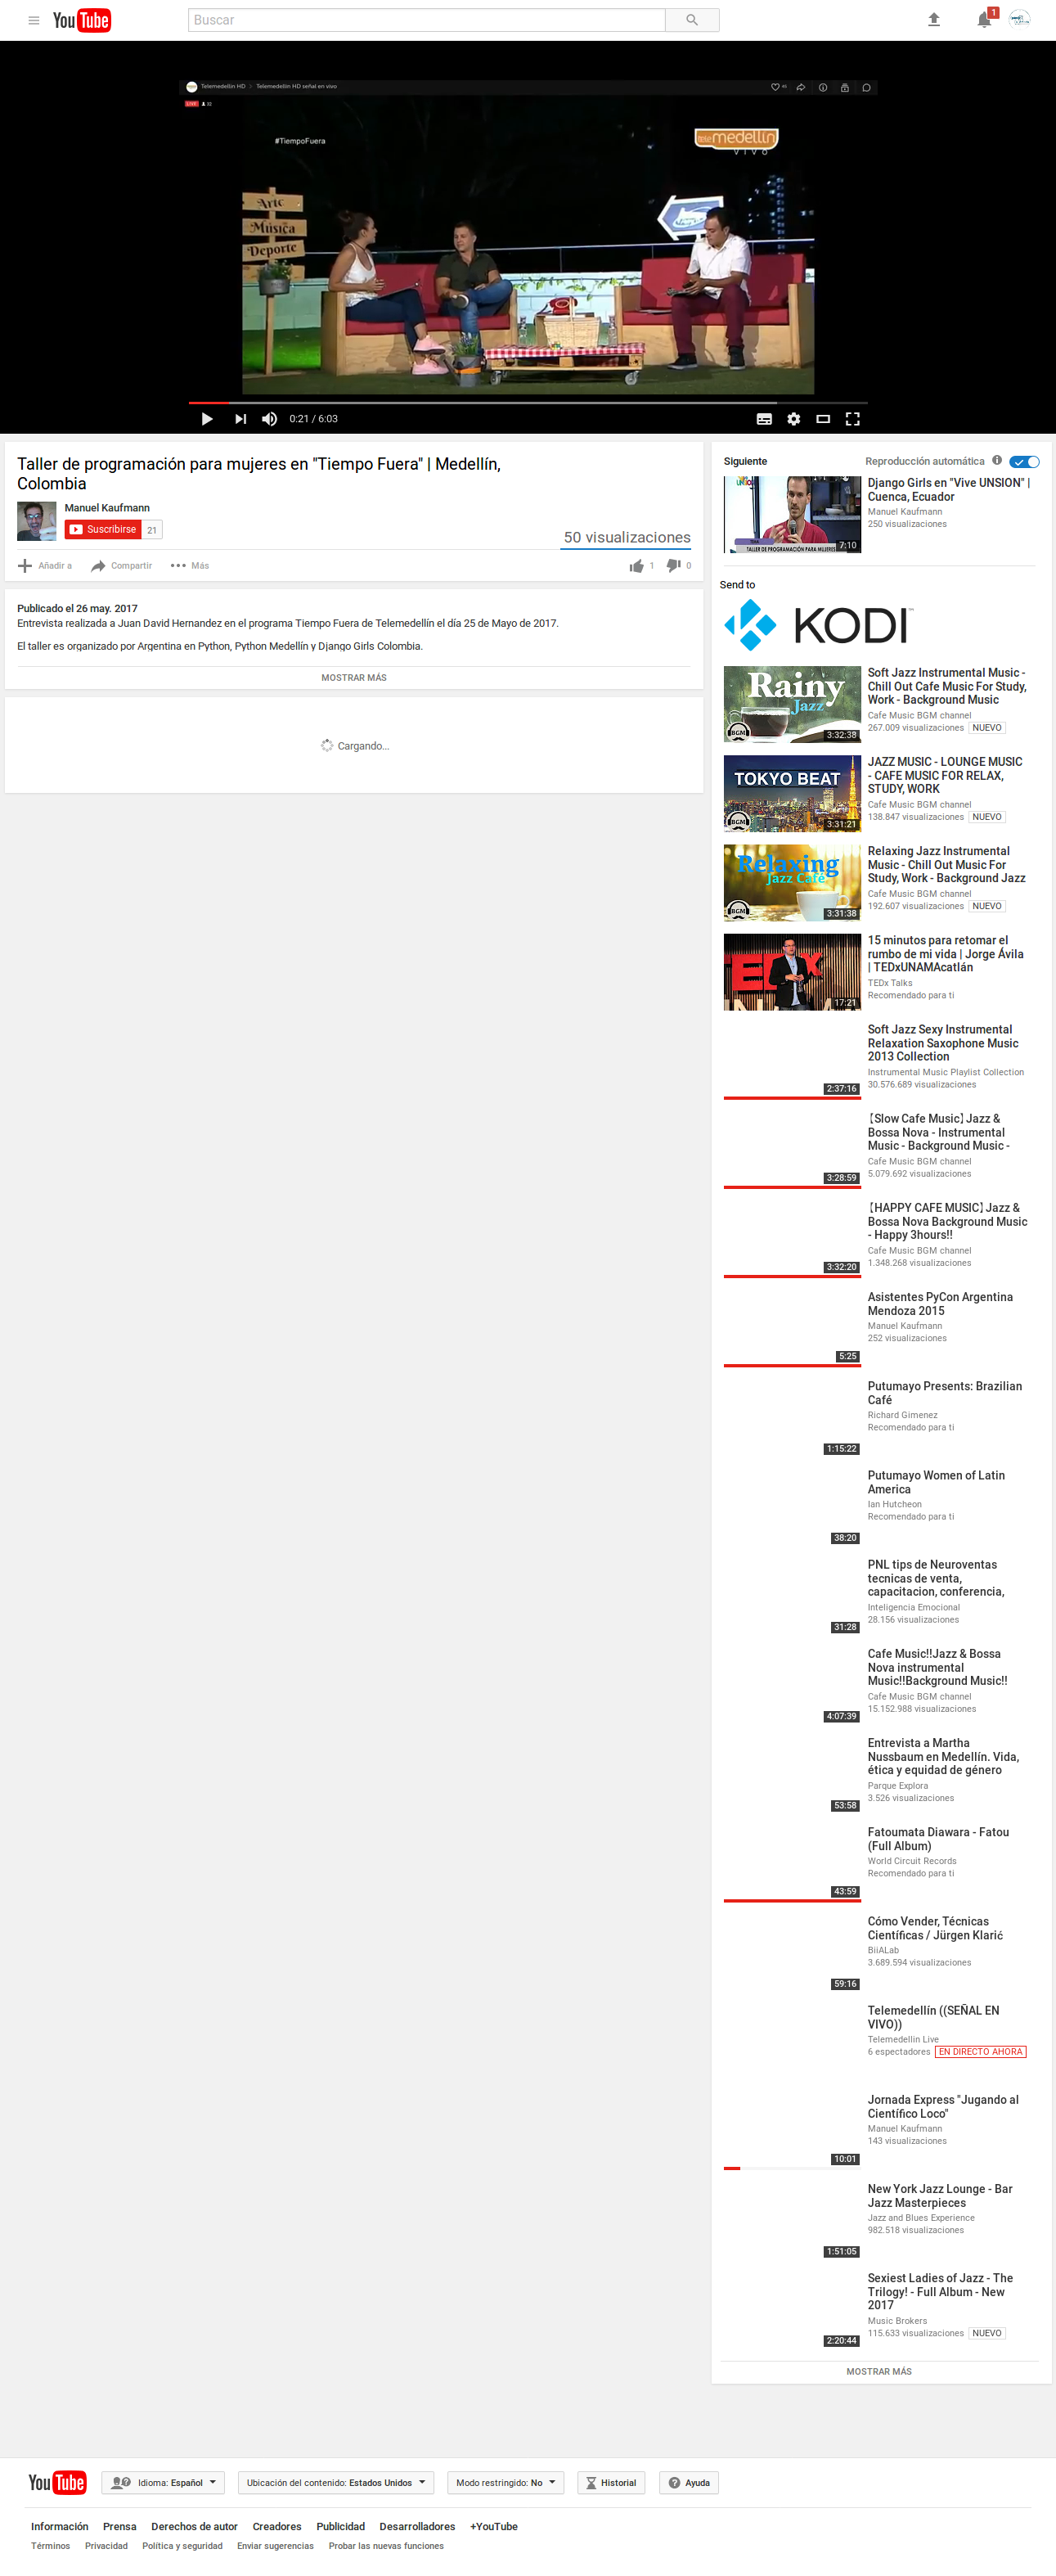 YouTube
Buscar
1
Telemedellín HD > Telemedellín HD señal en vivo
LIVE
#TiempoFuera
tele medellín
VIVO
Arte
Música
Deporte
0:21 / 6:03
Taller de programación para mujeres en "Tiempo Fuera" | Medellín,
Colombia
Manuel Kaufmann
Suscribirse 21
50 visualizaciones
Añadir a Compartir Más 1 0
Publicado el 26 may. 2017
Entrevista realizada a Juan David Hernandez en el programa Tiempo Fuera de Telemedellín el día 25 de Mayo de 2017.
El taller es organizado por Argentina en Python, Python Medellín y Django Girls Colombia.
MOSTRAR MÁS
Cargando...
Siguiente Reproducción automática
TALLER DE PROGRAMACIÓN PARA MUJERES
7:10
Django Girls en "Vive UNSION" |
Cuenca, Ecuador
Manuel Kaufmann
250 visualizaciones
Send to
KODI™
Rainy
Jazz
BGM
3:32:38
Soft Jazz Instrumental Music -
Chill Out Cafe Music For Study,
Work - Background Music
Cafe Music BGM channel
267.009 visualizaciones NUEVO
TOKYO BEAT
BGM
3:31:21
JAZZ MUSIC - LOUNGE MUSIC
- CAFE MUSIC FOR RELAX,
STUDY, WORK
Cafe Music BGM channel
138.847 visualizaciones NUEVO
Relaxing
Jazz Café
BGM
3:31:38
Relaxing Jazz Instrumental
Music - Chill Out Music For
Study, Work - Background Jazz
Cafe Music BGM channel
192.607 visualizaciones NUEVO
TEDX
17:21
15 minutos para retomar el
rumbo de mi vida | Jorge Ávila
| TEDxUNAMAcatlán
TEDx Talks
Recomendado para ti
2:37:16
Soft Jazz Sexy Instrumental
Relaxation Saxophone Music
2013 Collection
Instrumental Music Playlist Collection
30.576.689 visualizaciones
3:28:59
【Slow Cafe Music】Jazz &
Bossa Nova - Instrumental
Music - Background Music -
Cafe Music BGM channel
5.079.692 visualizaciones
3:32:20
【HAPPY CAFE MUSIC】Jazz &
Bossa Nova Background Music
- Happy 3hours!!
Cafe Music BGM channel
1.348.268 visualizaciones
5:25
Asistentes PyCon Argentina
Mendoza 2015
Manuel Kaufmann
252 visualizaciones
1:15:22
Putumayo Presents: Brazilian
Café
Richard Gimenez
Recomendado para ti
38:20
Putumayo Women of Latin
America
Ian Hutcheon
Recomendado para ti
31:28
PNL tips de Neuroventas
tecnicas de venta,
capacitacion, conferencia,
Inteligencia Emocional
28.156 visualizaciones
4:07:39
Cafe Music!!Jazz & Bossa
Nova instrumental
Music!!Background Music!!
Cafe Music BGM channel
15.152.988 visualizaciones
53:58
Entrevista a Martha
Nussbaum en Medellín. Vida,
ética y equidad de género
Parque Explora
3.526 visualizaciones
43:59
Fatoumata Diawara - Fatou
(Full Album)
World Circuit Records
Recomendado para ti
59:16
Cómo Vender, Técnicas
Científicas / Jürgen Klarić
BiiALab
3.689.594 visualizaciones
Telemedellín ((SEÑAL EN
VIVO))
Telemedellin Live
6 espectadores EN DIRECTO AHORA
10:01
Jornada Express "Jugando al
Científico Loco"
Manuel Kaufmann
143 visualizaciones
1:51:05
New York Jazz Lounge - Bar
Jazz Masterpieces
Jazz and Blues Experience
982.518 visualizaciones
2:20:44
Sexiest Ladies of Jazz - The
Trilogy! - Full Album - New
2017
Music Brokers
115.633 visualizaciones NUEVO
MOSTRAR MÁS
YouTube Idioma: Español Ubicación del contenido: Estados Unidos Modo restringido: No Historial Ayuda
Información Prensa Derechos de autor Creadores Publicidad Desarrolladores +YouTube
Términos Privacidad Política y seguridad Enviar sugerencias Probar las nuevas funciones